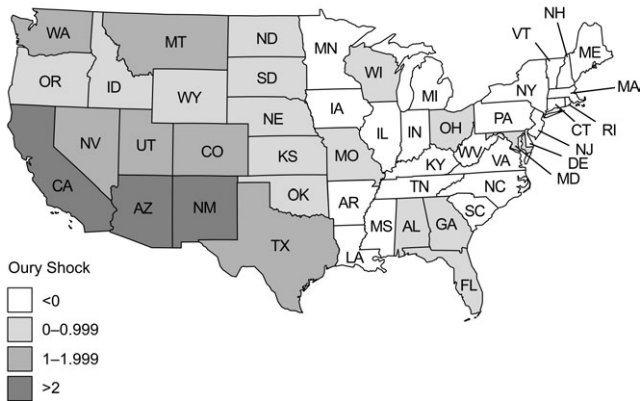 NH
VT
WA
MT
ND
MN
ME
OR
ID
SD
WI
NY
MA
WY
MI
IA
PA
NE
NV
UT
CO
IL
IN
OH
CT
RI
NJ
KS
MO
WV
VA
DE
KY
MD
CA
AZ
NM
OK
AR
TN
NC
SC
TX
MS
AL
GA
LA
FL
Oury Shock
<0
0–0.999
1–1.999
>2